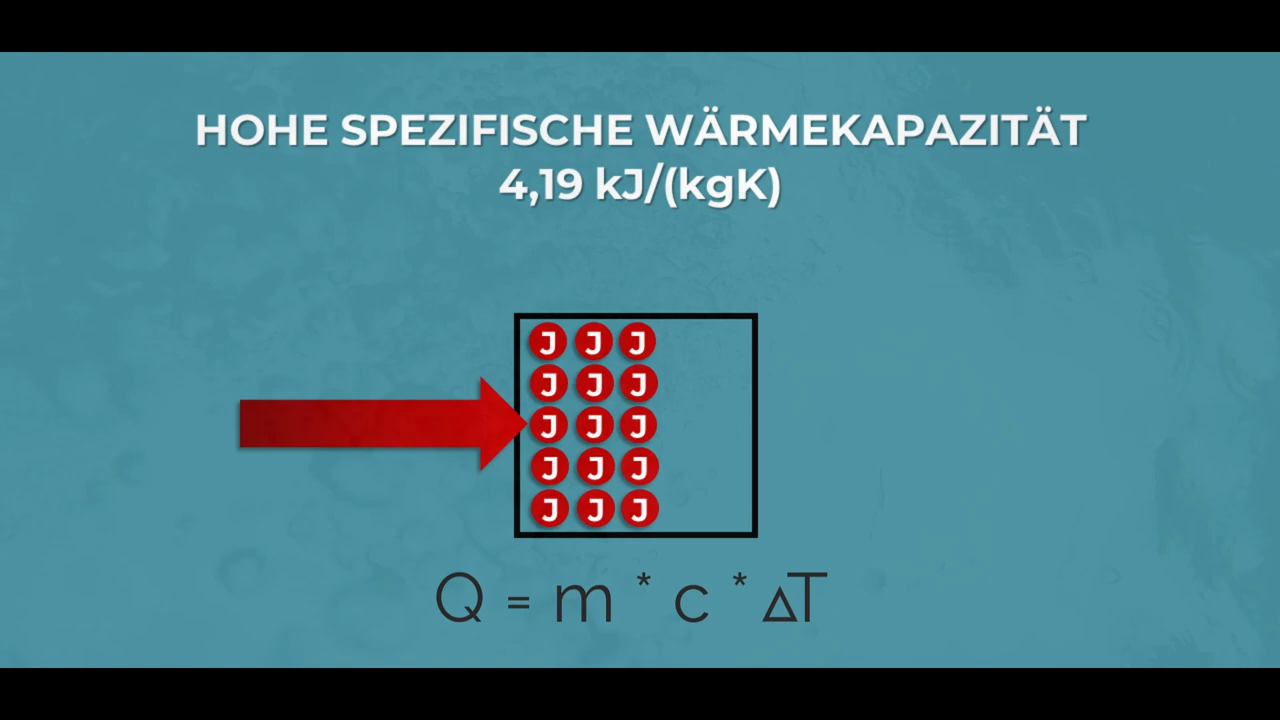 HOHE SPEZIFISCHE WÄRMEKAPAZITÄT
4,19 kJ/(kgK)
J J J
J J J
J J J
J J J
J J J
Q = m * c * ΔT